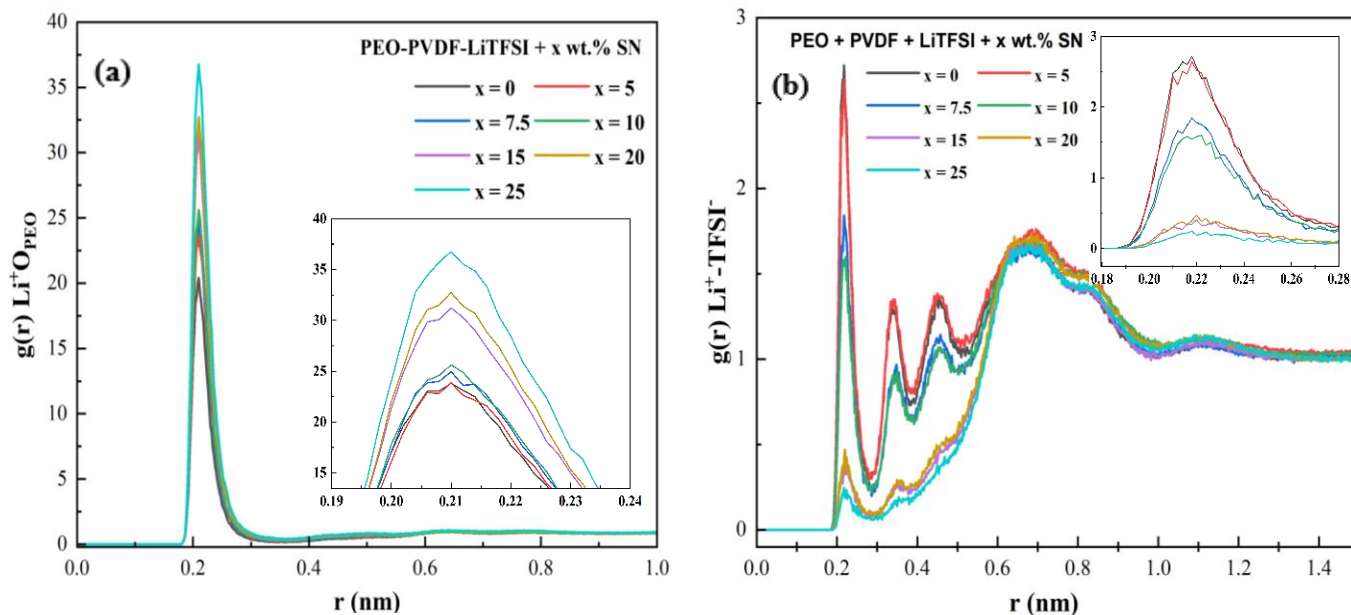 (a)
PEO-PVDF-LiTFSI + x wt.% SN
x = 0 x = 5
x = 7.5 x = 10
x = 15 x = 20
x = 25
g(r) Li⁺O_PEO
40
35
30
25
20
15
10
5
0
0.0 0.2 0.4 0.6 0.8 1.0
r (nm)
40
35
30
25
20
15
0.19 0.20 0.21 0.22 0.23 0.24
(b)
PEO + PVDF + LiTFSI + x wt.% SN
x = 0 x = 5
x = 7.5 x = 10
x = 15 x = 20
x = 25
g(r) Li⁺-TFSI⁻
3
2
1
0
0.0 0.2 0.4 0.6 0.8 1.0 1.2 1.4
r (nm)
3
2
1
0
0.18 0.20 0.22 0.24 0.26 0.28